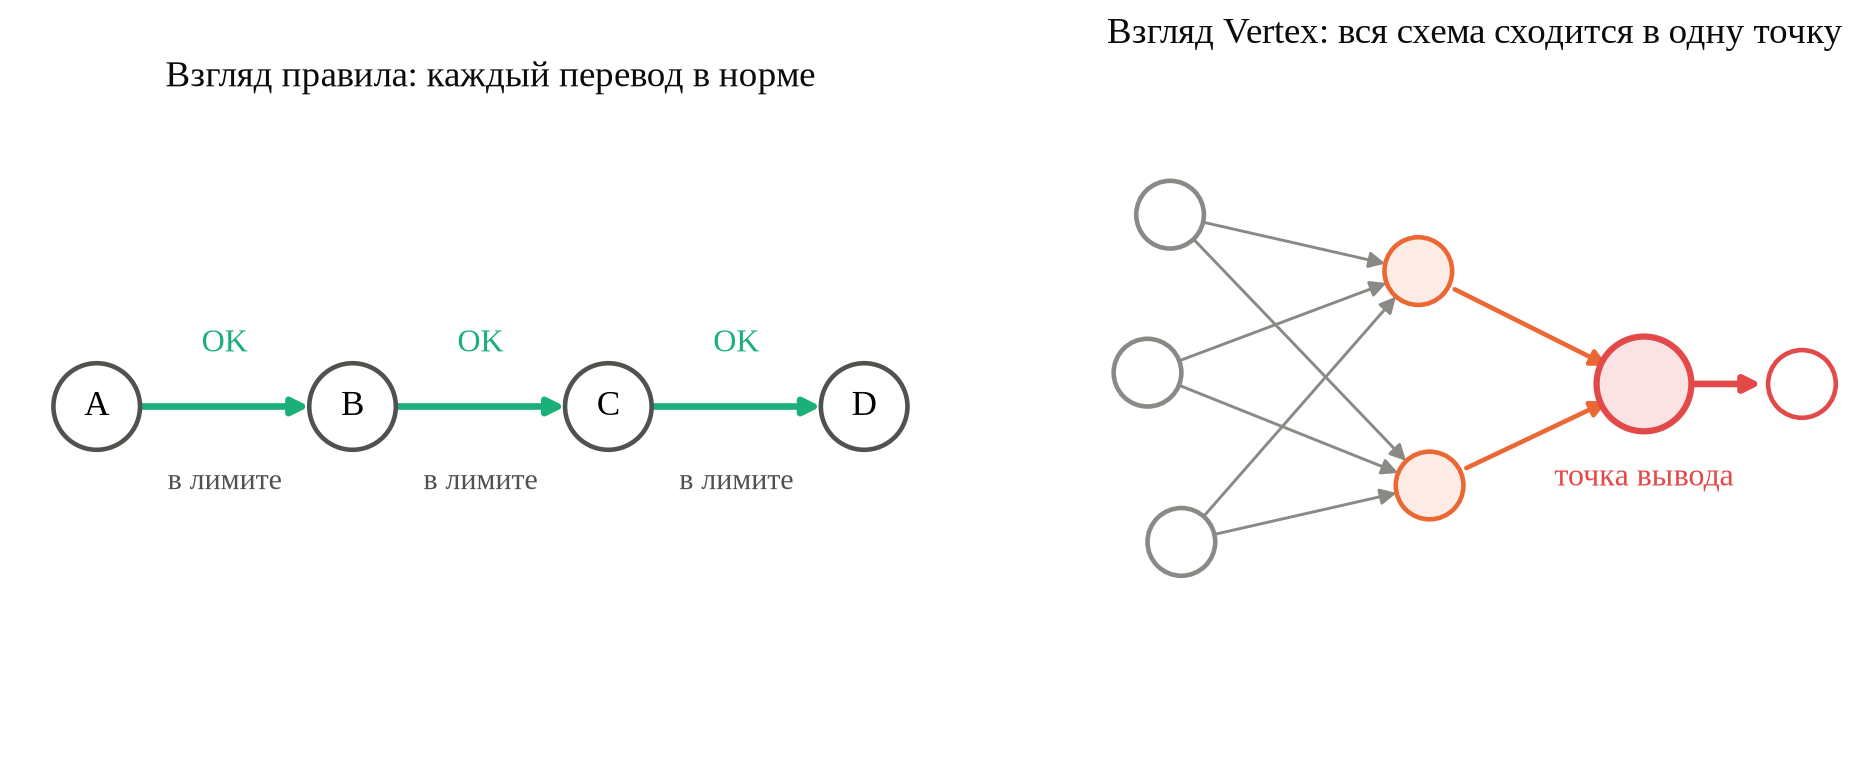 Взгляд правила: каждый перевод в норме
OK
OK
OK
A
B
C
D
в лимите
в лимите
в лимите
Взгляд Vertex: вся схема сходится в одну точку
точка вывода